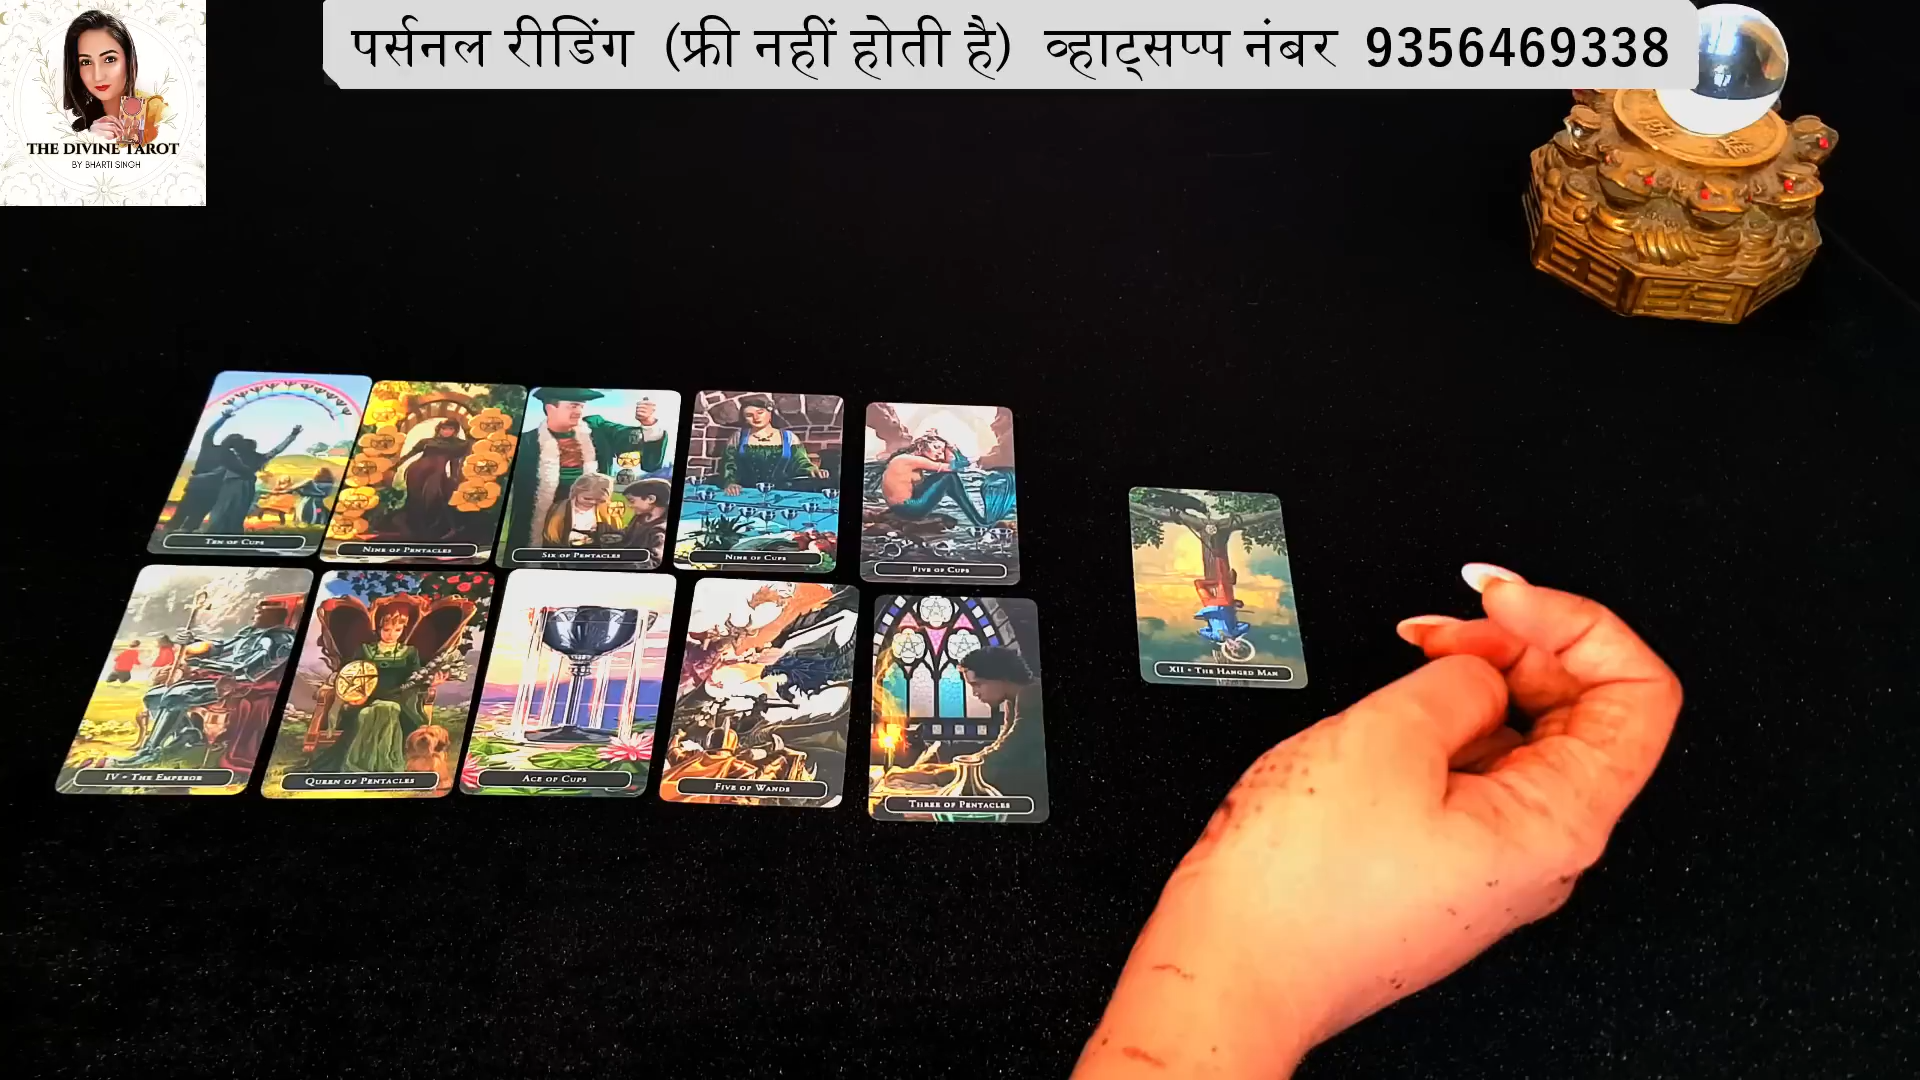 पर्सनल रीडिंग (फ्री नहीं होती है) व्हाट्सप्प नंबर 9356469338
THE DIVINE TAROT
BY BHARTI SINGH
TEN OF CUPS
NINE OF PENTACLES
SIX OF PENTACLES
NINE OF CUPS
FIVE OF CUPS
XII • THE HANGED MAN
IV • THE EMPEROR
QUEEN OF PENTACLES
ACE OF CUPS
FIVE OF WANDS
THREE OF PENTACLES